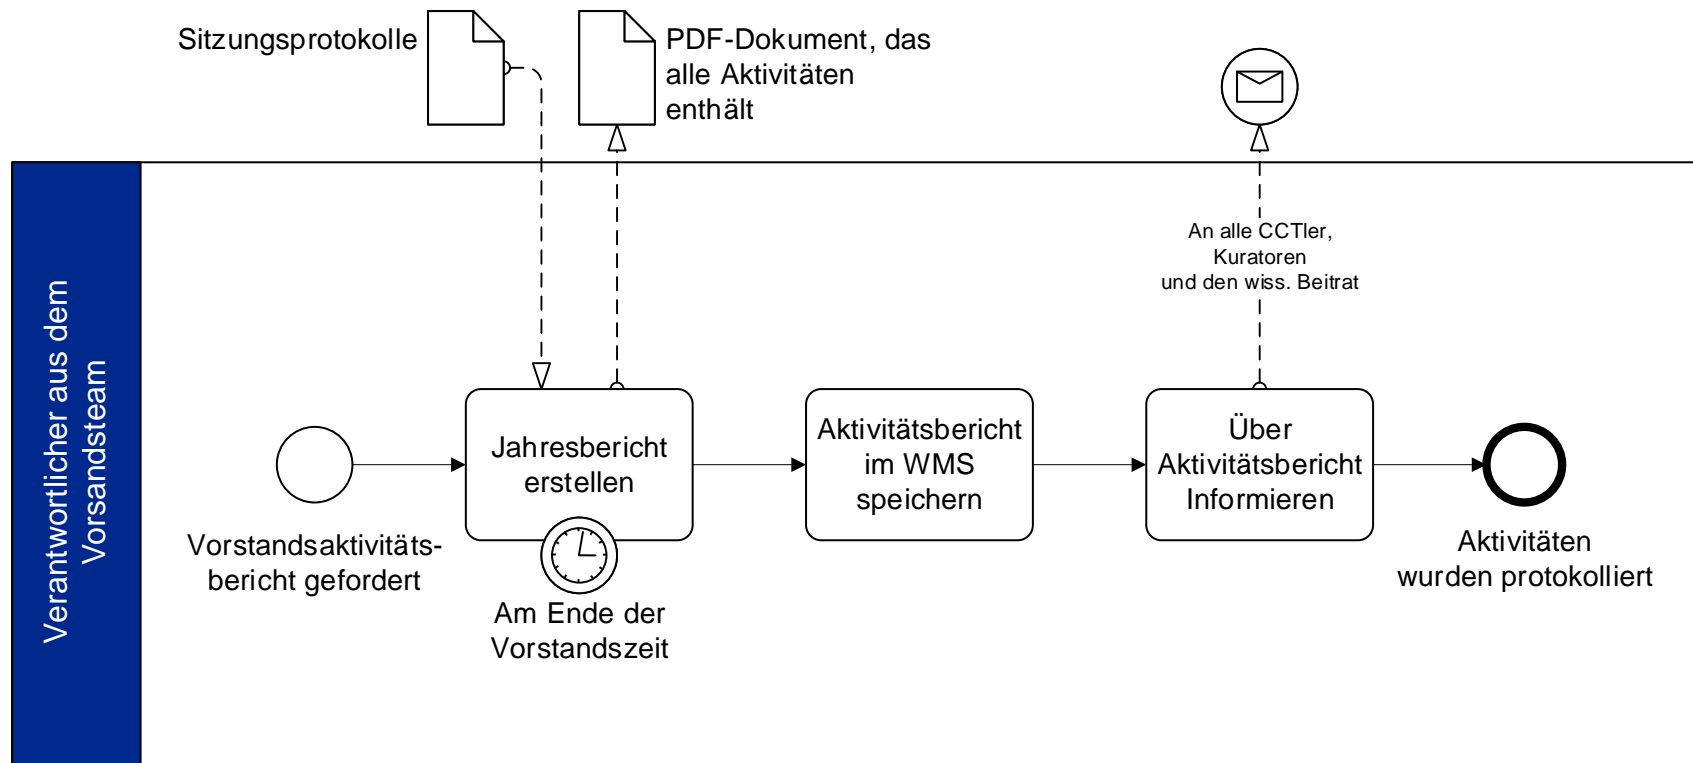 Sitzungsprotokolle
PDF-Dokument, das
alle Aktivitäten
enthält
An alle CCTler,
Kuratoren
und den wiss. Beitrat
Verantwortlicher aus dem
Vorsandsteam
Vorstandsaktivitäts-
bericht gefordert
Jahresbericht
erstellen
Am Ende der
Vorstandszeit
Aktivitätsbericht
im WMS
speichern
Über
Aktivitätsbericht
Informieren
Aktivitäten
wurden protokolliert